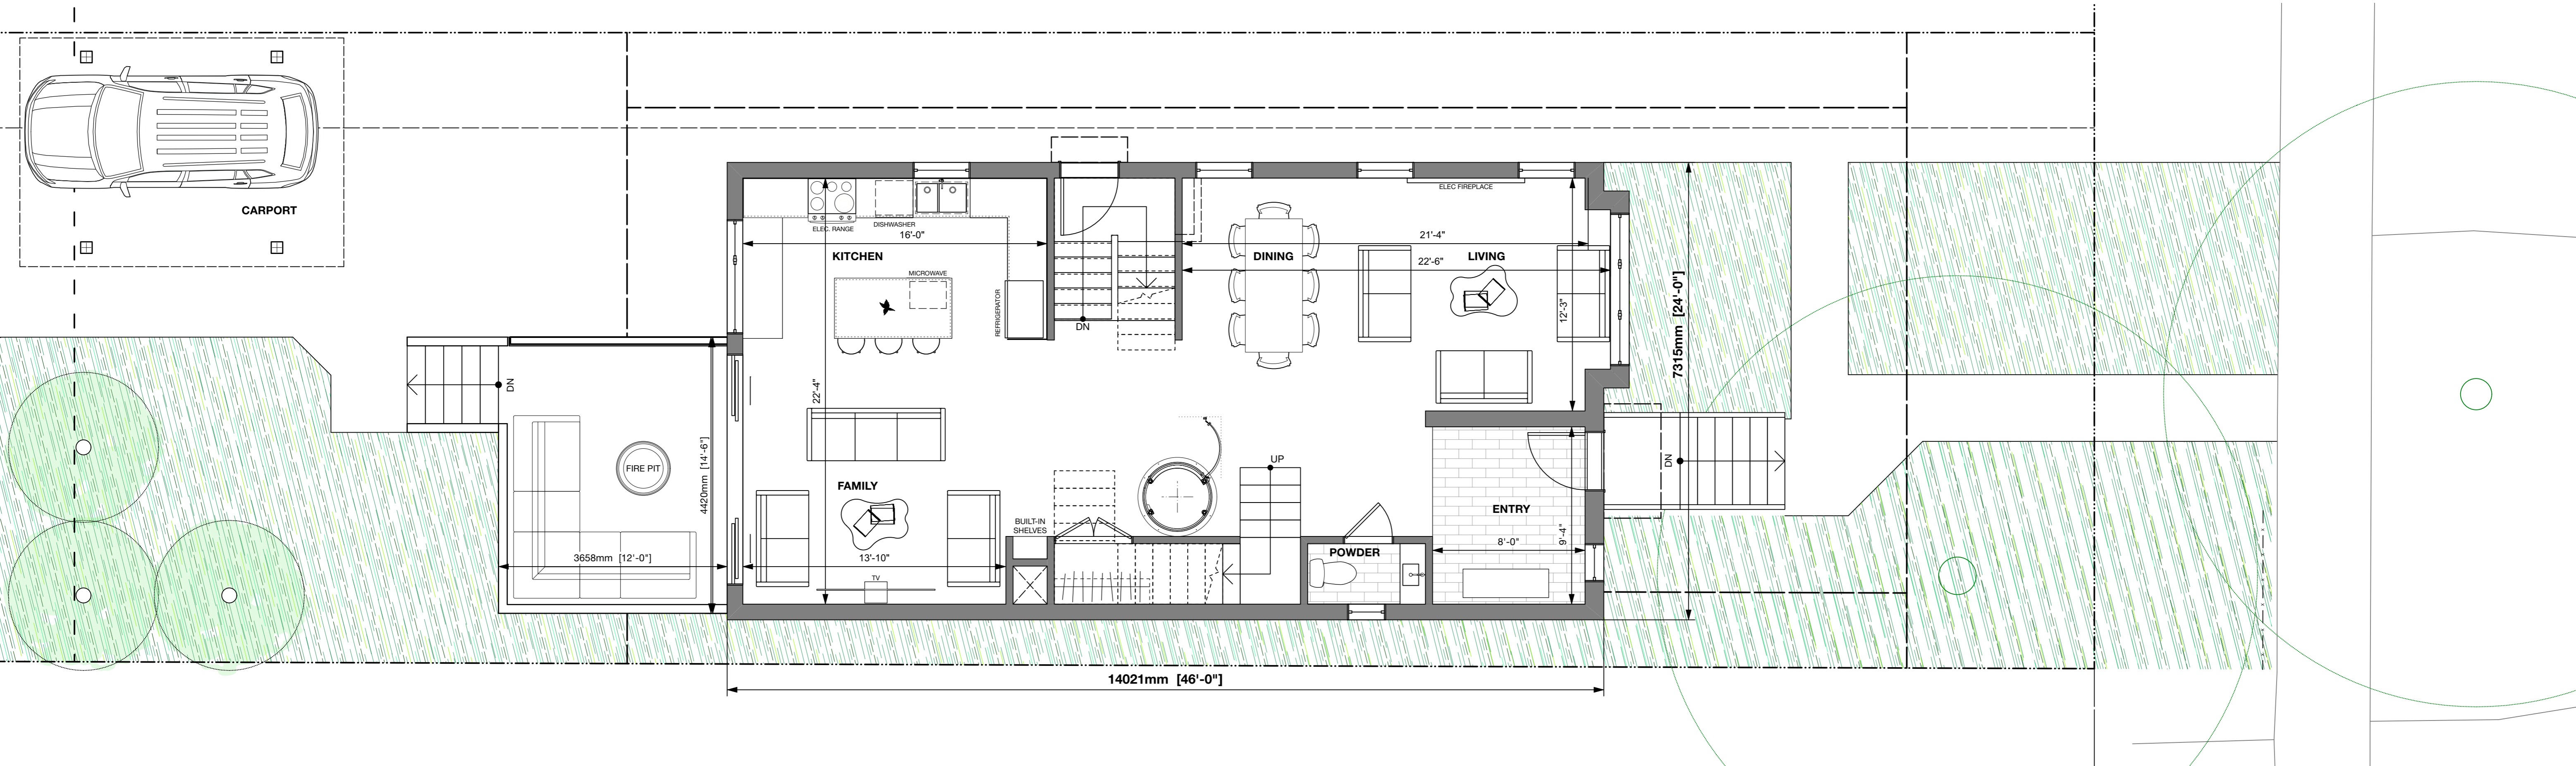 CARPORT
ELEC. RANGE
DISHWASHER
16'-0"
KITCHEN
MICROWAVE
REFRIGERATOR
DN
ELEC FIREPLACE
21'-4"
DINING
LIVING
22'-6"
12'-3"
7315mm [24'-0"]
DN
22'-4"
4420mm [14'-6"]
FIRE PIT
3658mm [12'-0"]
FAMILY
13'-10"
TV
BUILT-IN
SHELVES
UP
POWDER
ENTRY
8'-0"
9'-4"
DN
14021mm [46'-0"]